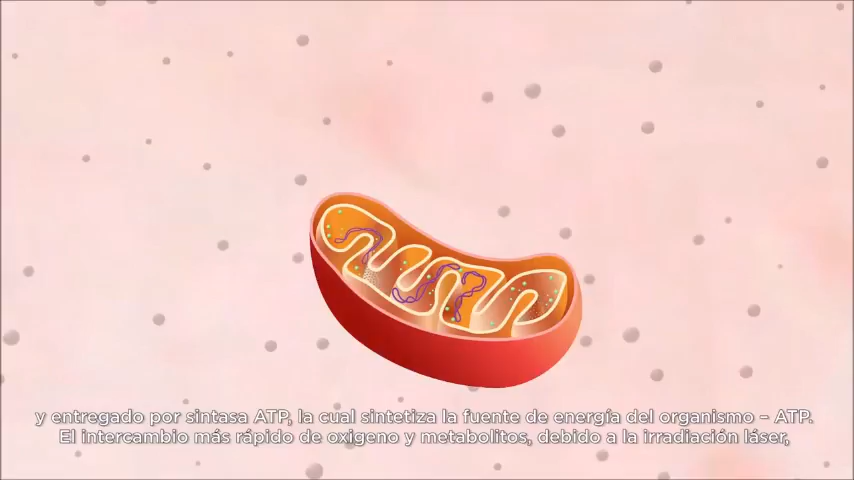 y entregado por sintasa ATP, la cual sintetiza la fuente de energía del organismo – ATP.
El intercambio más rápido de oxigeno y metabolitos, debido a la irradiación láser,